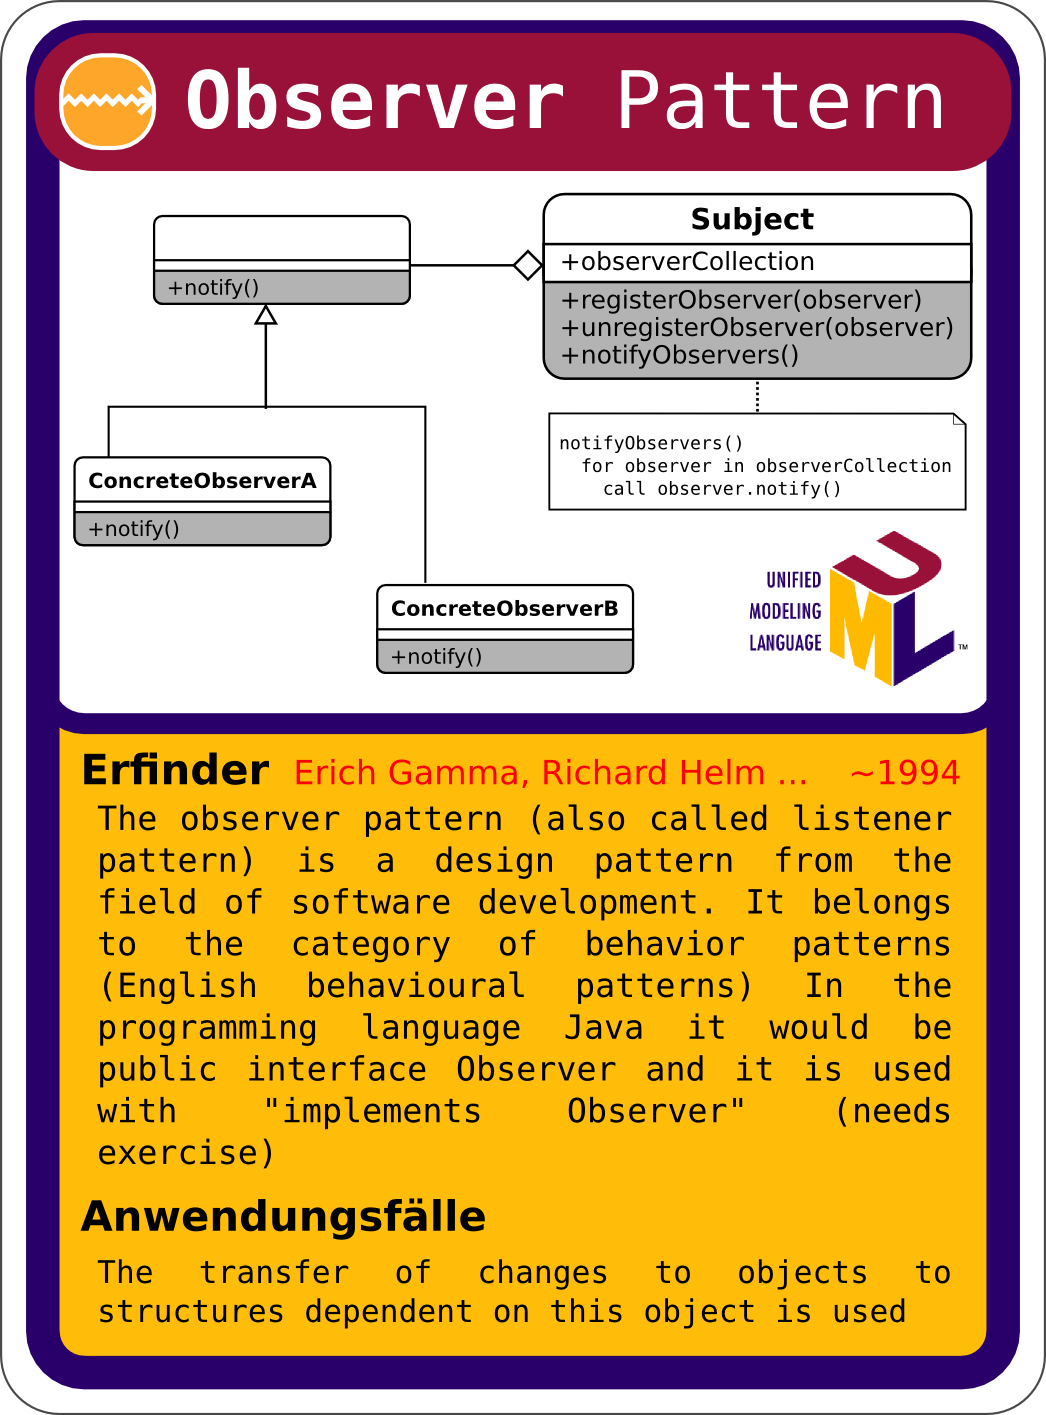 Observer Pattern
+notify()
Subject
+observerCollection
+registerObserver(observer)
+unregisterObserver(observer)
+notifyObservers()
notifyObservers()
for observer in observerCollection
call observer.notify()
ConcreteObserverA
+notify()
ConcreteObserverB
+notify()
UNIFIED
MODELING
LANGUAGE
UML
™
Erfinder Erich Gamma, Richard Helm ... ~1994
The observer pattern (also called listener
pattern) is a design pattern from the
field of software development. It belongs
to the category of behavior patterns
(English behavioural patterns) In the
programming language Java it would be
public interface Observer and it is used
with "implements Observer" (needs
exercise)
Anwendungsfälle
The transfer of changes to objects to
structures dependent on this object is used